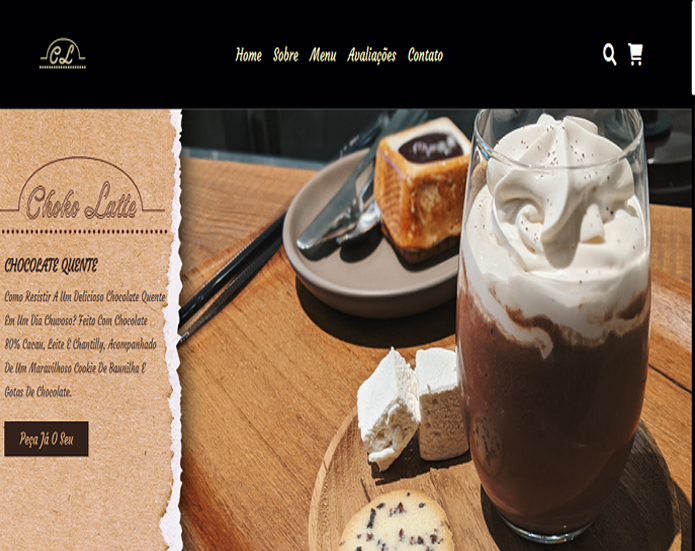 CL
Home Sobre Menu Avaliações Contato
Choko Latte
CHOCOLATE QUENTE
Como Resistir A Um Delicioso Chocolate Quente
Em Um Dia Chuvoso? Feito Com Chocolate
80% Cacau, Leite E Chantilly, Acompanhado
De Um Maravilhoso Cookie De Baunilha E
Gotas De Chocolate.
Peça Já O Seu